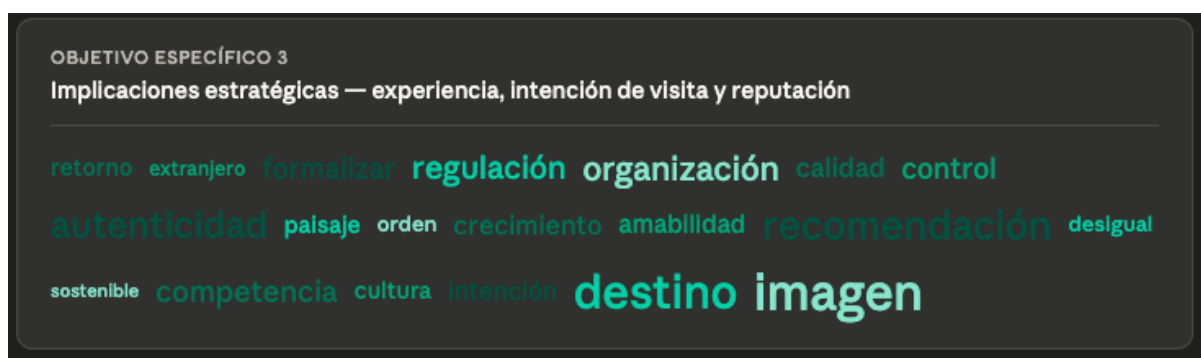 OBJETIVO ESPECÍFICO 3
Implicaciones estratégicas — experiencia, intención de visita y reputación
retorno extranjero formalizar regulación organización calidad control
autenticidad paisaje orden crecimiento amabilidad recomendación desigual
sostenible competencia cultura intención destino imagen